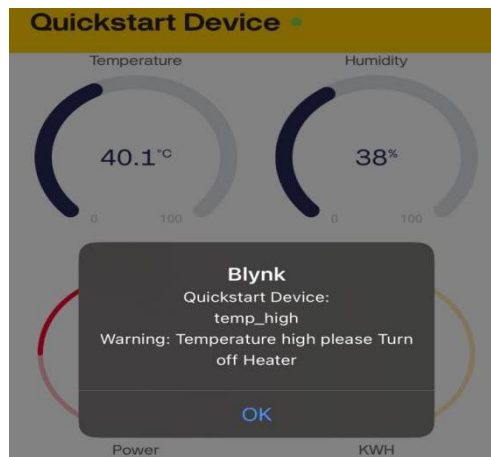 Quickstart Device
Temperature
Humidity
40.1°C
38%
0
100
0
100
Blynk
Quickstart Device:
temp_high
Warning: Temperature high please Turn
off Heater
OK
Power
KWH